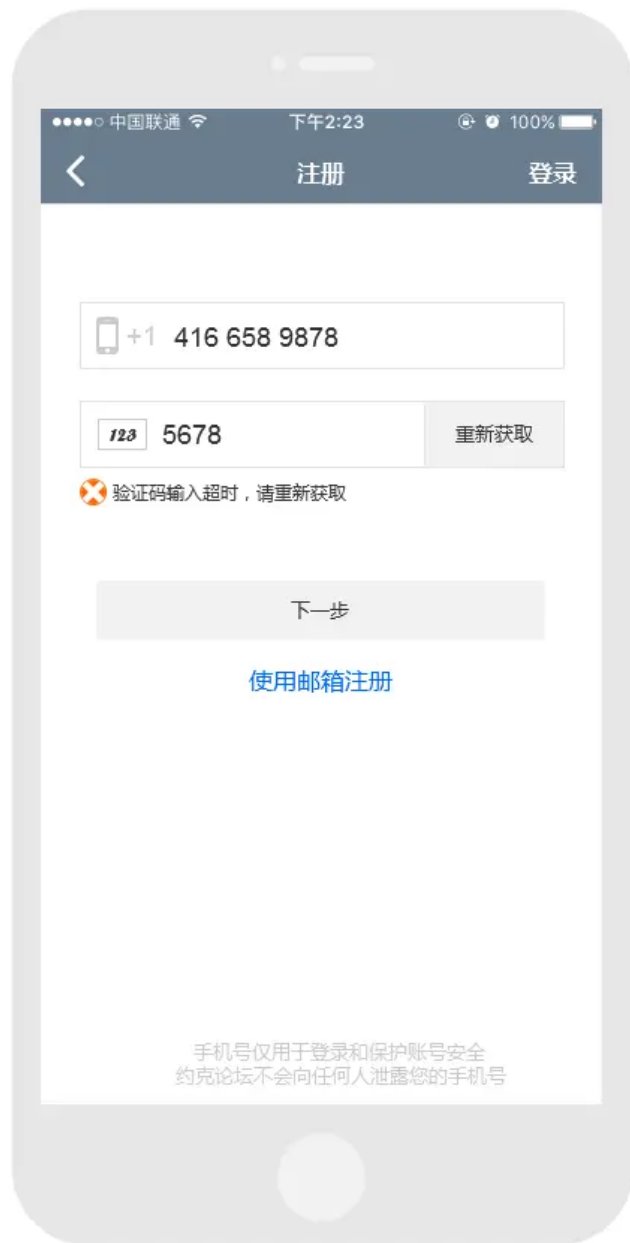 中国联通 下午2:23 100%
注册 登录
+1 416 658 9878
123 5678 重新获取
验证码输入超时，请重新获取
下一步
使用邮箱注册
手机号仅用于登录和保护账号安全
约克论坛不会向任何人泄露您的手机号